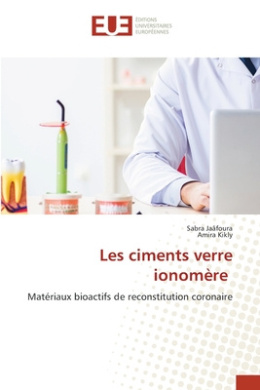 EUE
ÉDITIONS
UNIVERSITAIRES
EUROPÉENNES
Sabra Jaâfoura
Amira Kikly
Les ciments verre
ionomère
Matériaux bioactifs de reconstitution coronaire